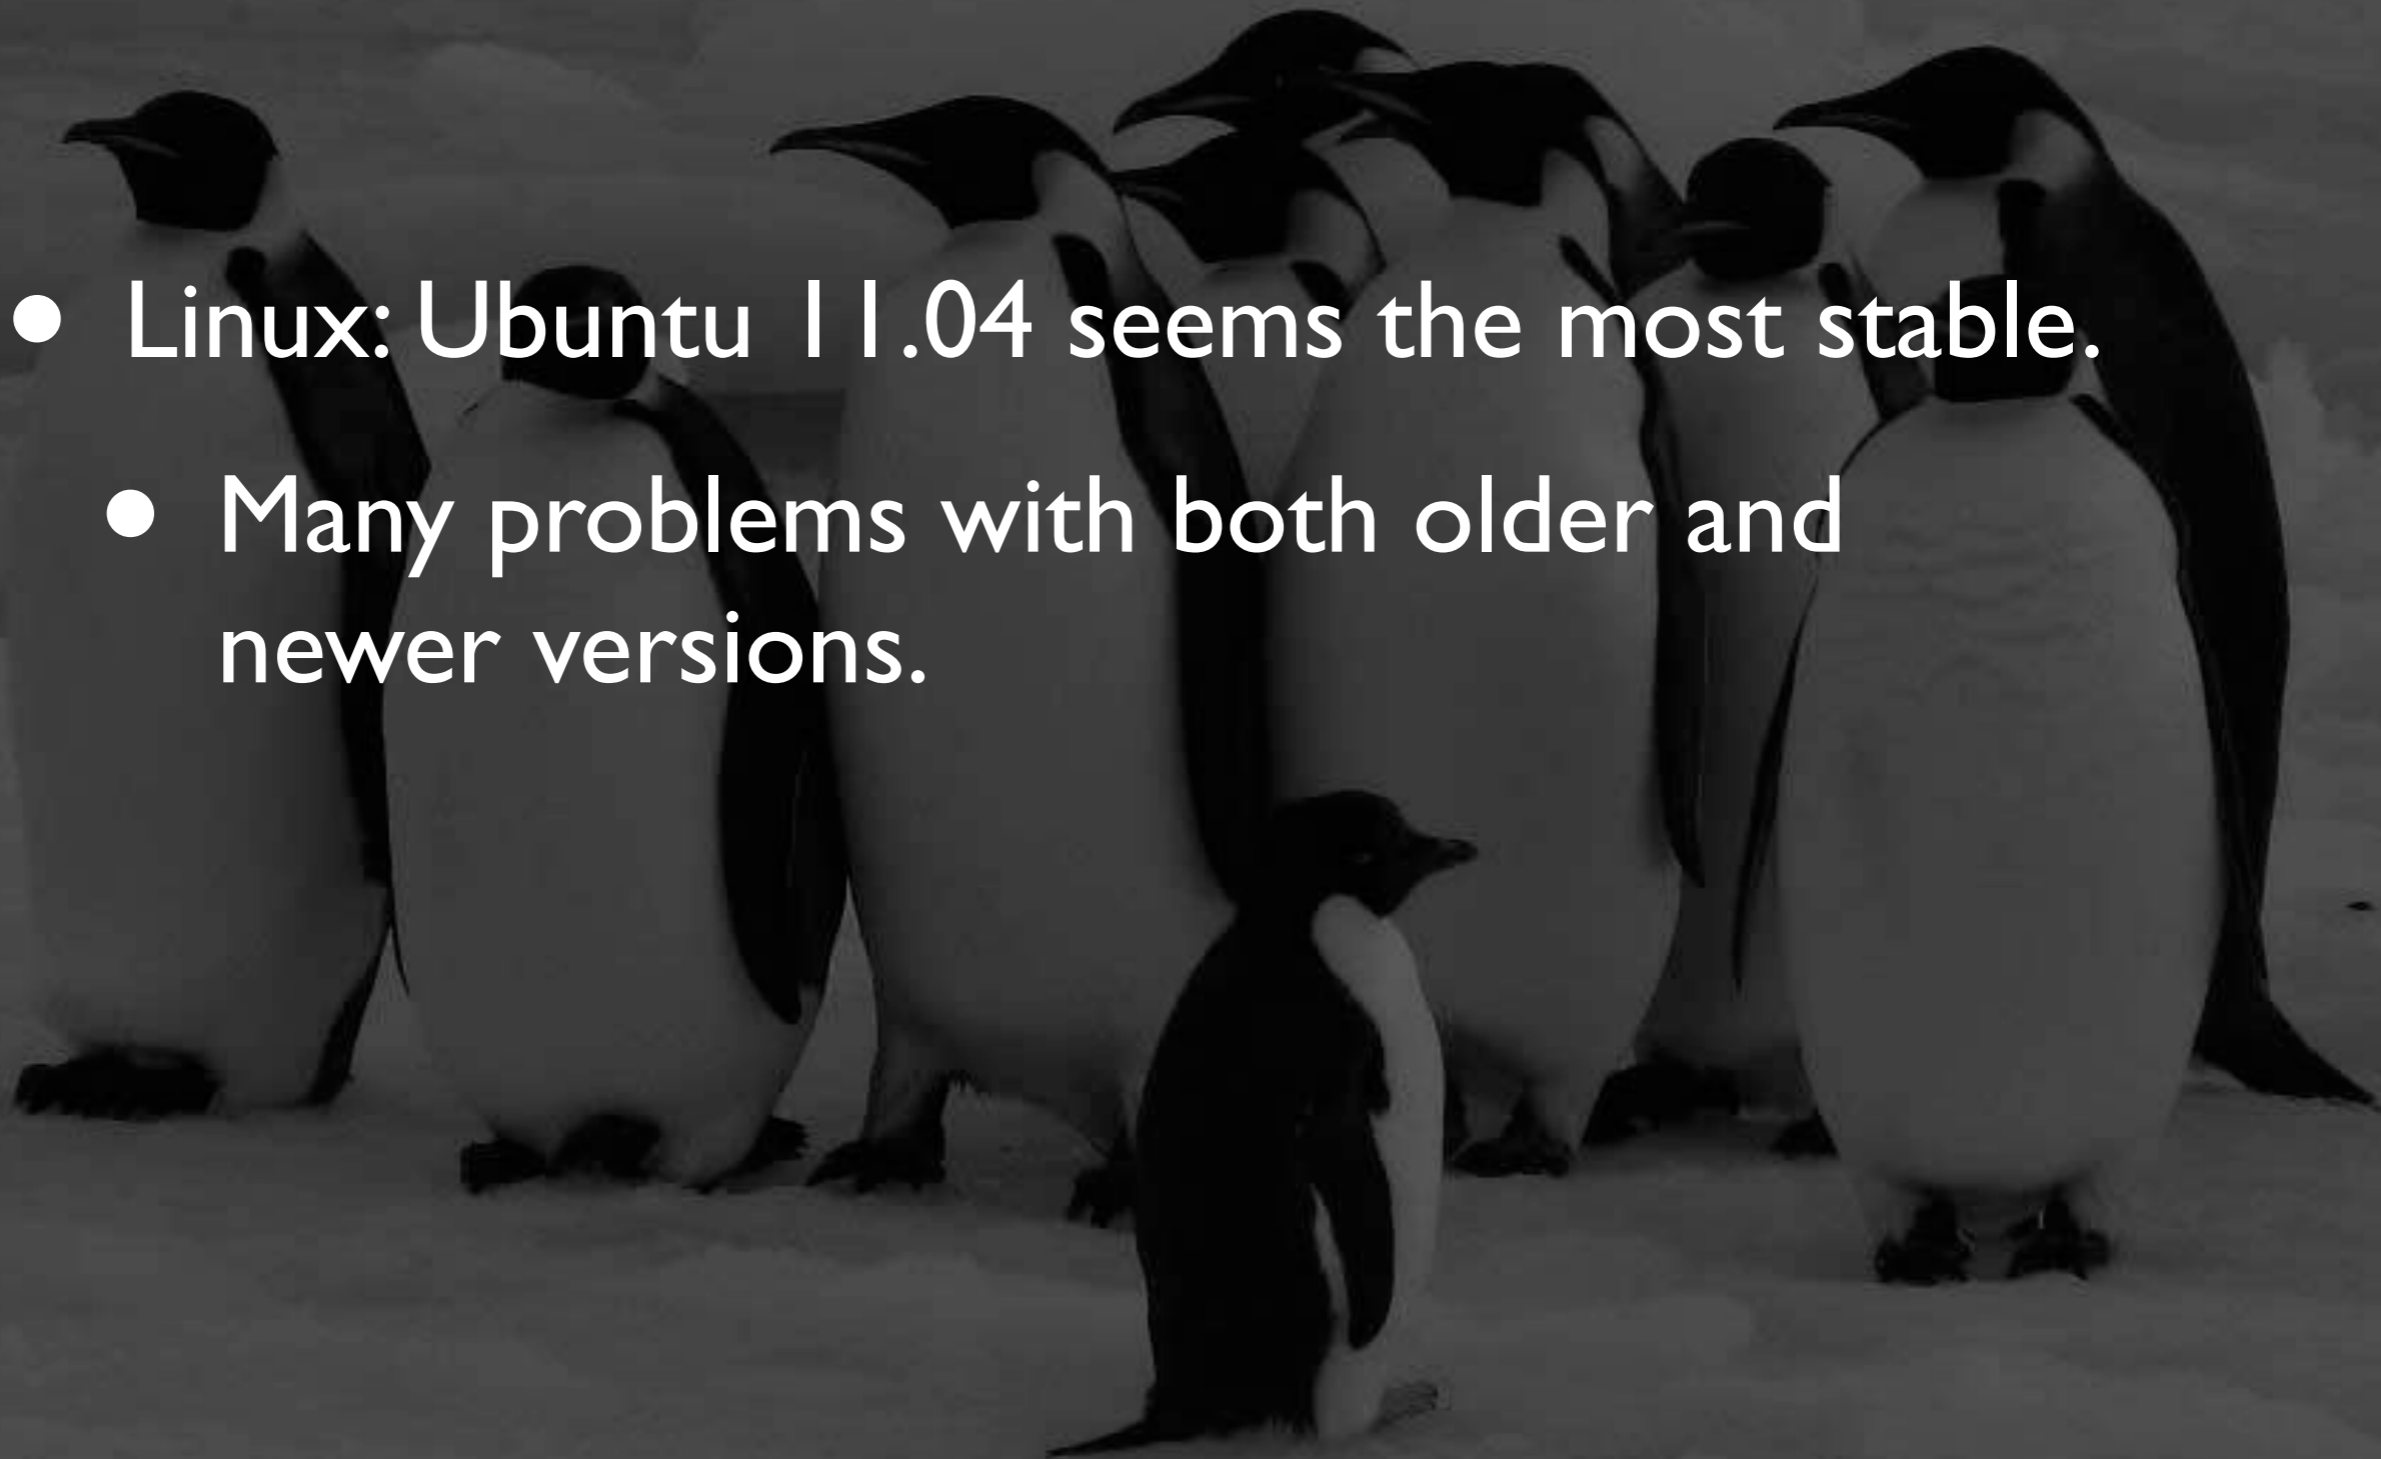 • Linux: Ubuntu 11.04 seems the most stable.
• Many problems with both older and
newer versions.